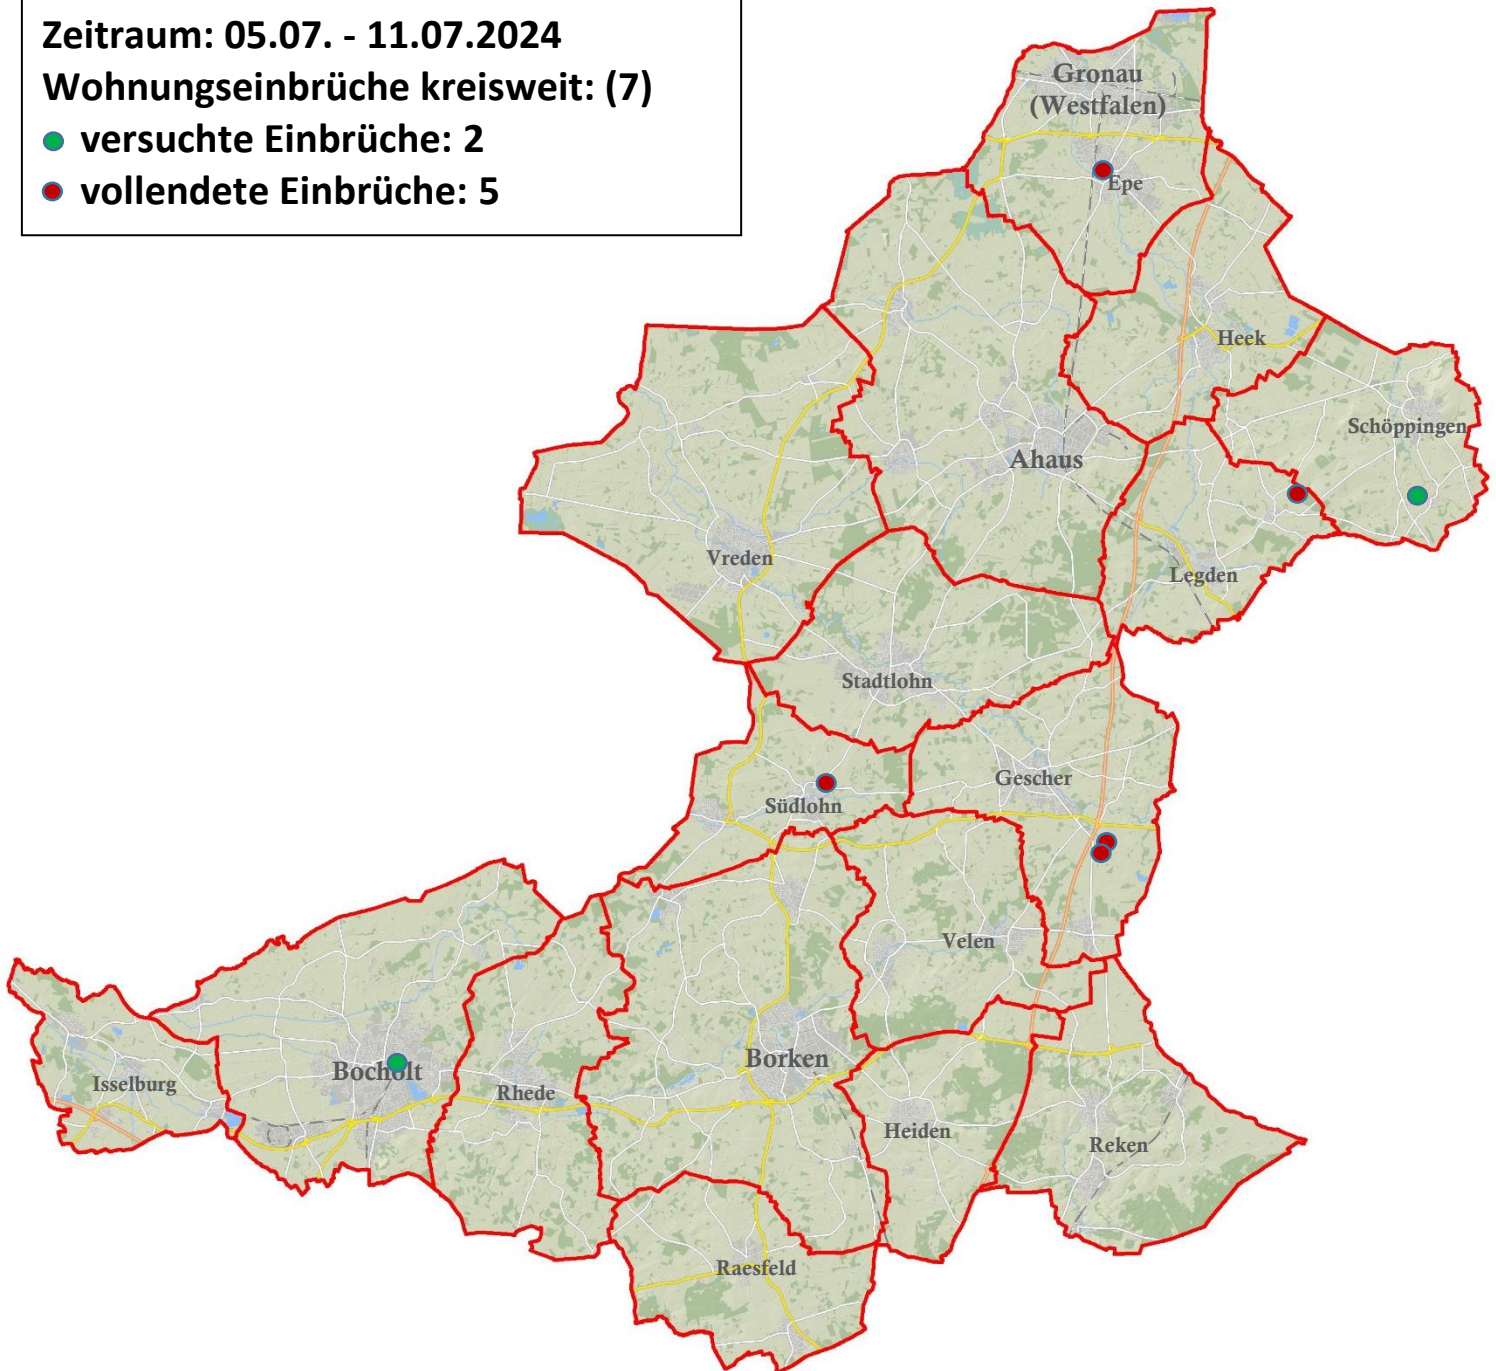 Zeitraum: 05.07. - 11.07.2024
Wohnungseinbrüche kreisweit: (7)
versuchte Einbrüche: 2
vollendete Einbrüche: 5
Gronau
(Westfalen)
Epe
Heek
Schöppingen
Ahaus
Vreden
Legden
Stadtlohn
Gescher
Südlohn
Velen
Borken
Bocholt
Isselburg
Rhede
Heiden
Reken
Raesfeld